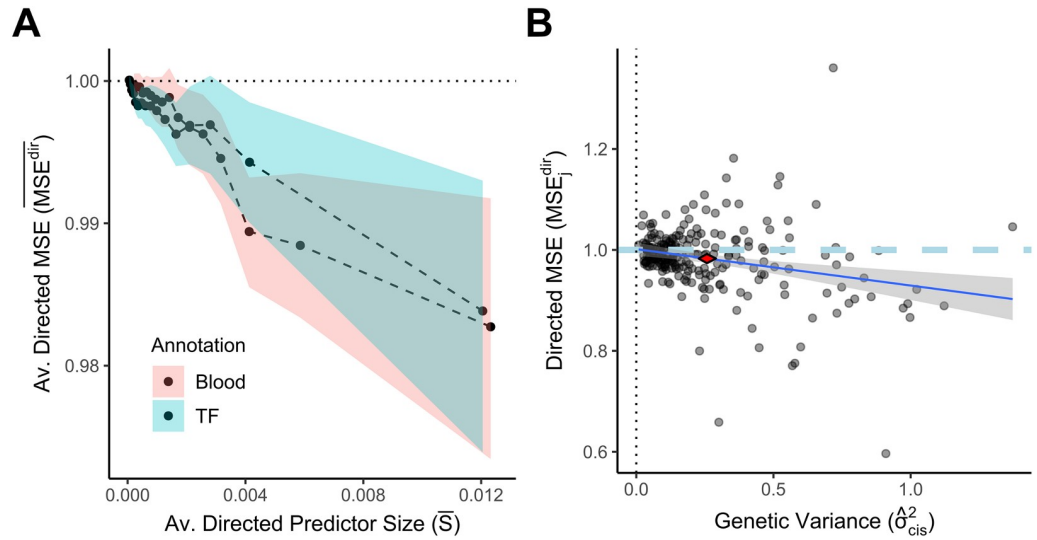 A
Av. Directed MSE (MSE^dir)
1.00
0.99
0.98
Annotation
Blood
TF
0.000
0.004
0.008
0.012
Av. Directed Predictor Size (S̅)
B
Directed MSE (MSE_j^dir)
1.2
1.0
0.8
0.6
0.0
0.5
1.0
Genetic Variance (σ̂²_cis)